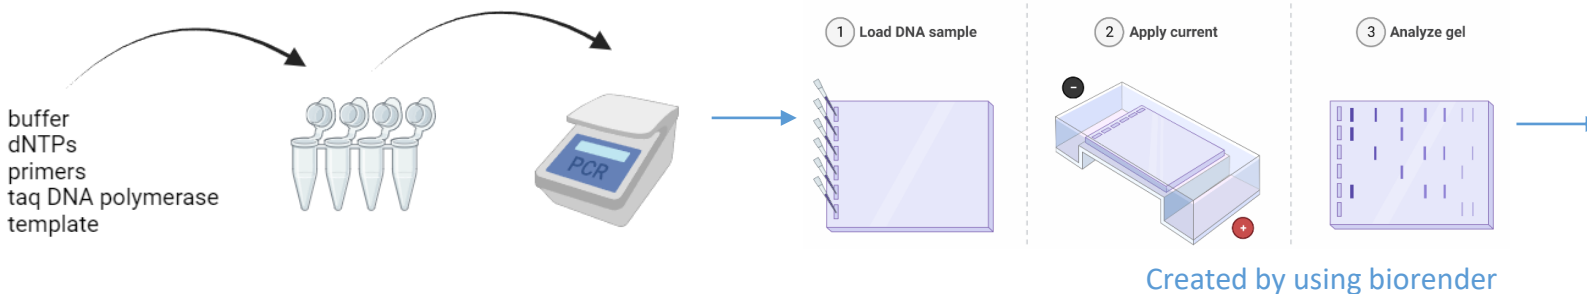 buffer
dNTPs
primers
taq DNA polymerase
template
PCR
1 Load DNA sample
2 Apply current
3 Analyze gel
-
+
Created by using biorender